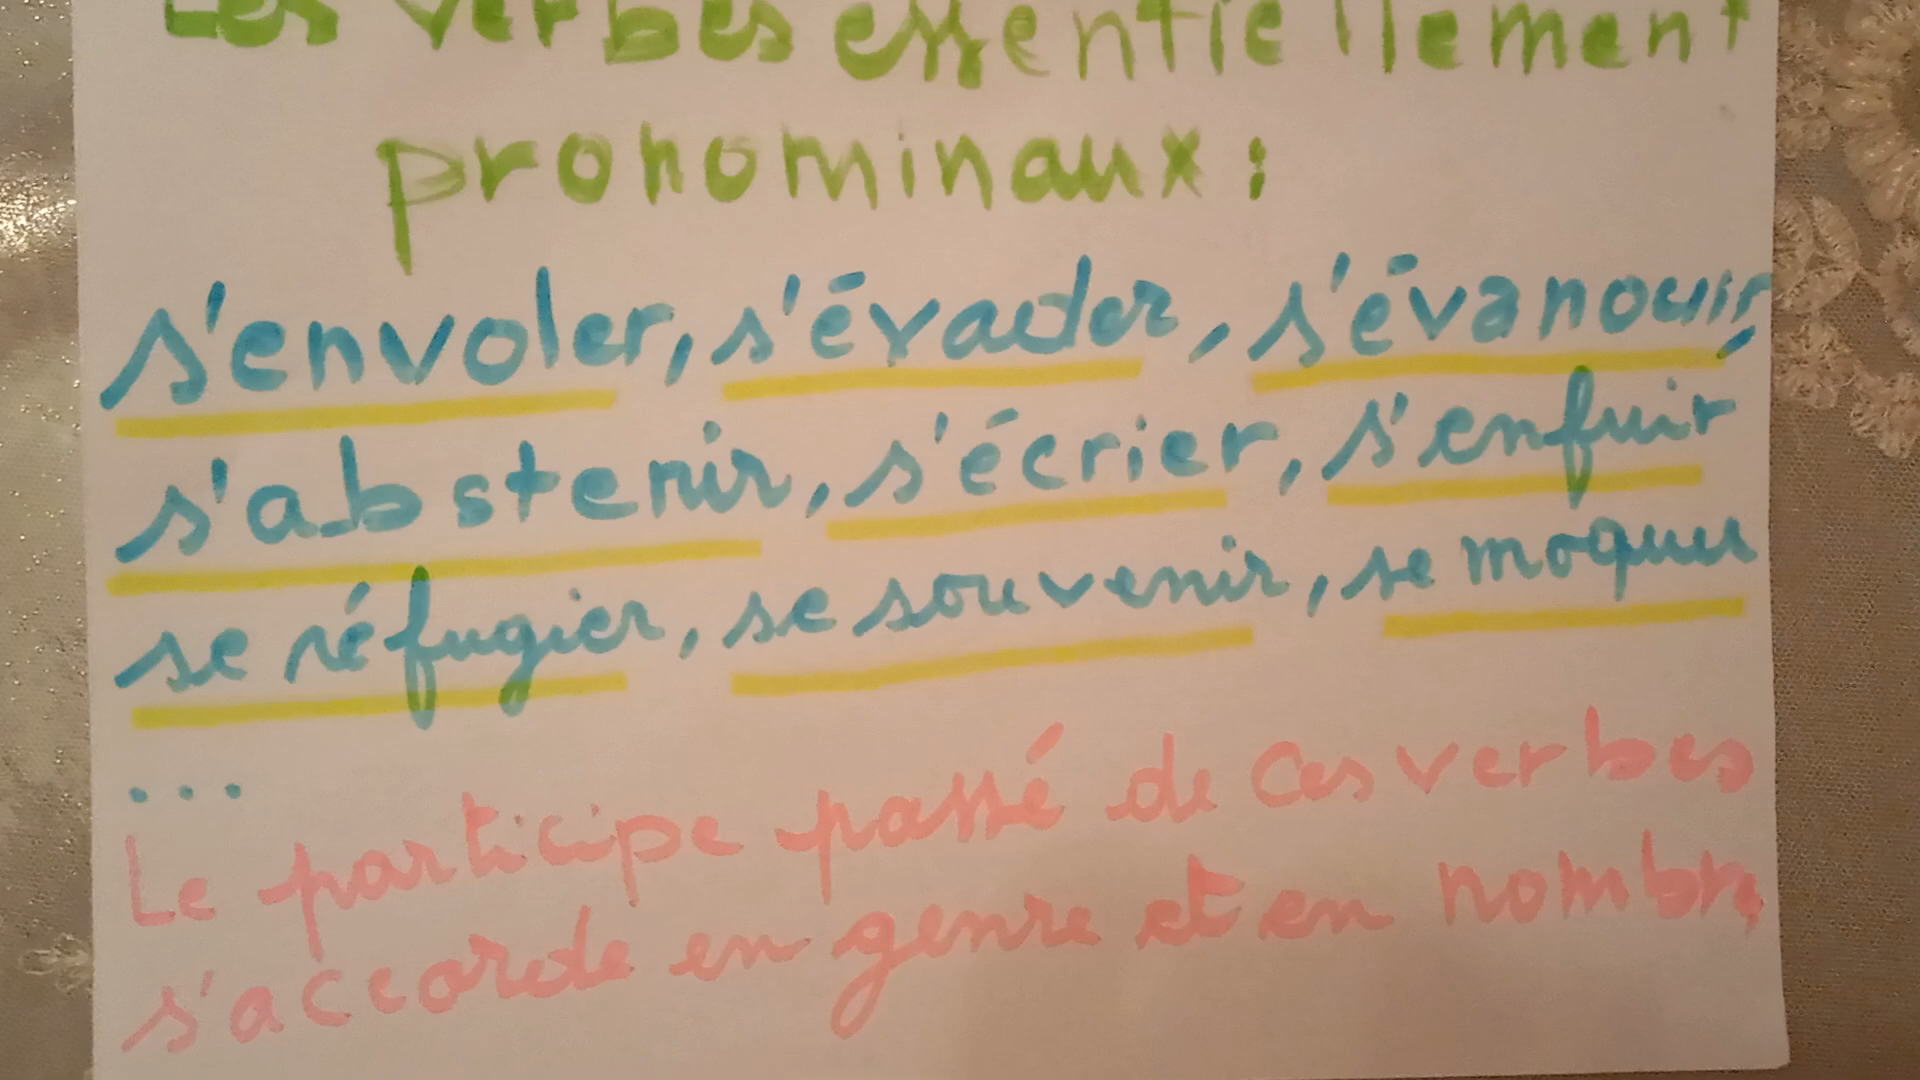 Les verbes essentiellement
pronominaux :
s'envoler, s'évader, s'évanouir,
s'abstenir, s'écrier, s'enfuir
se réfugier, se souvenir, se moquer
...
Le participe passé de ces verbes
s'accorde en genre et en nombre